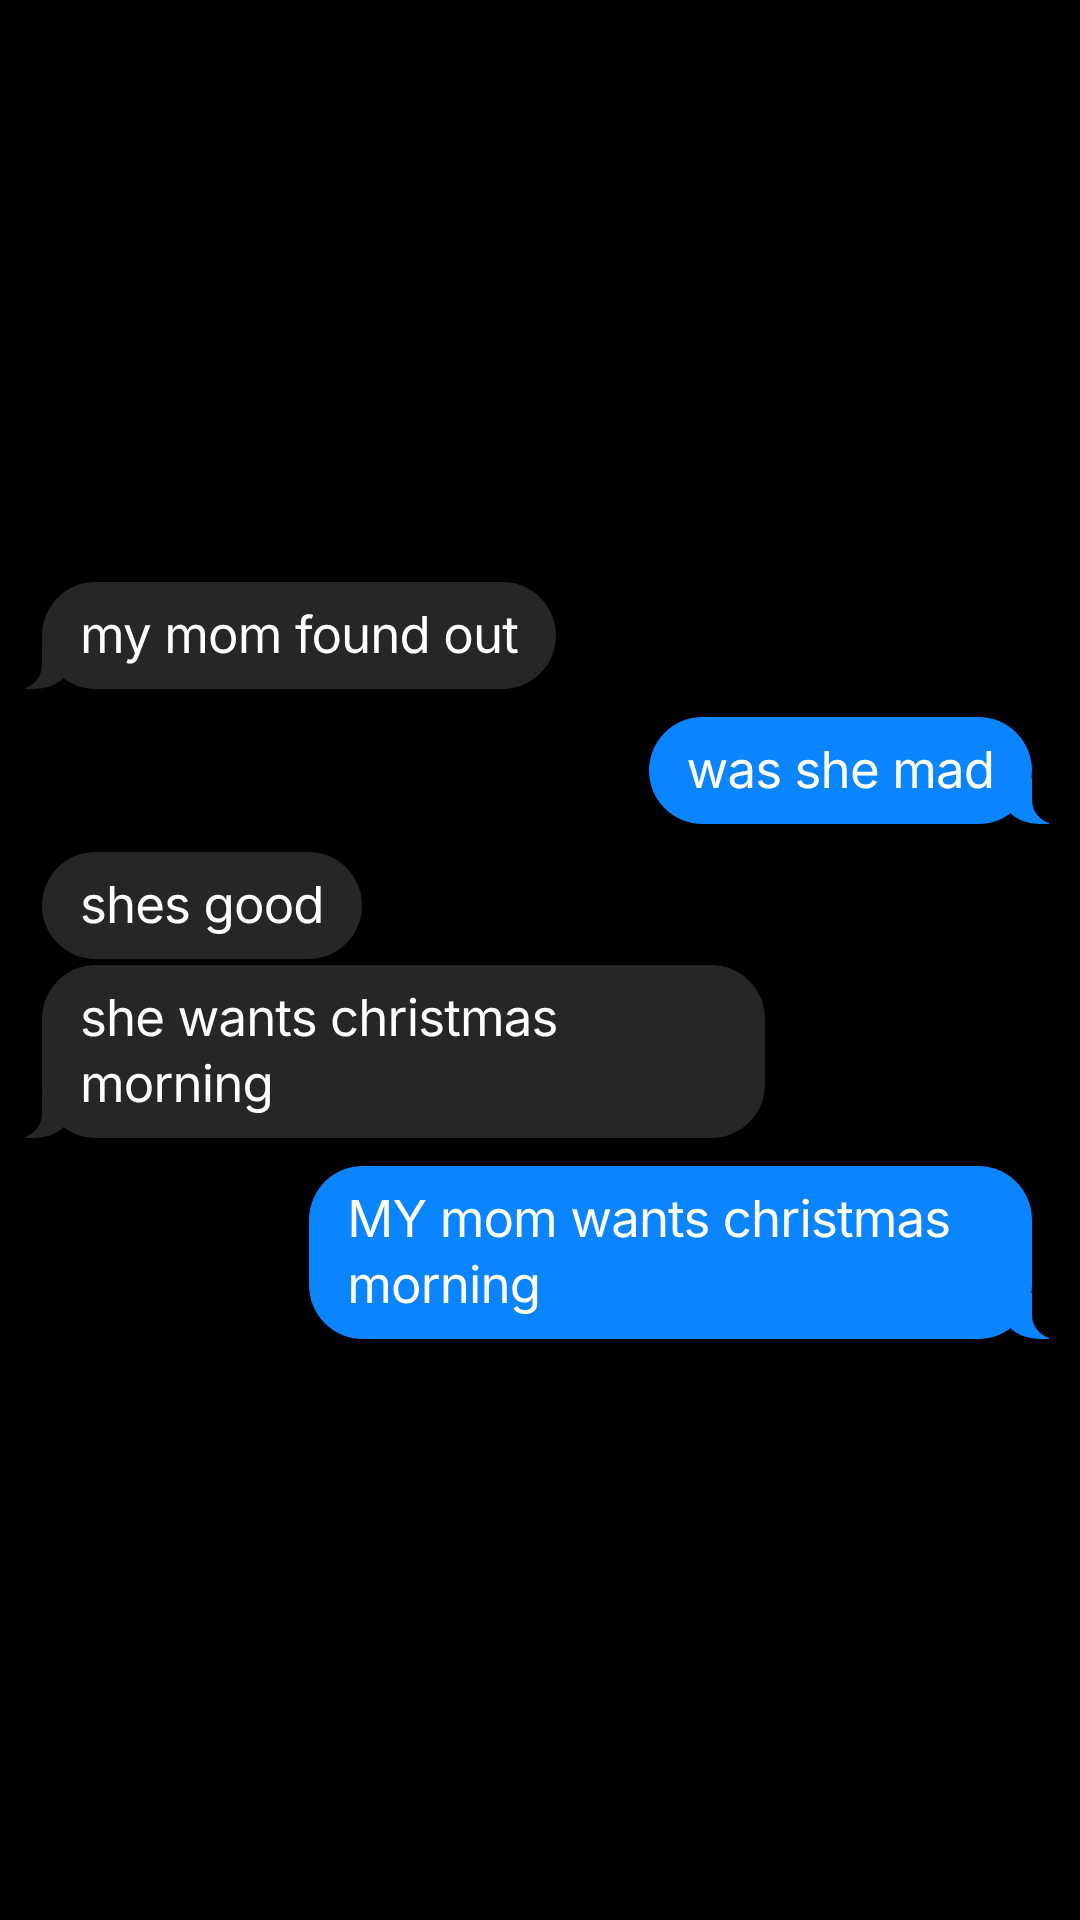 my mom found out
was she mad
shes good
she wants christmas
morning
MY mom wants christmas
morning